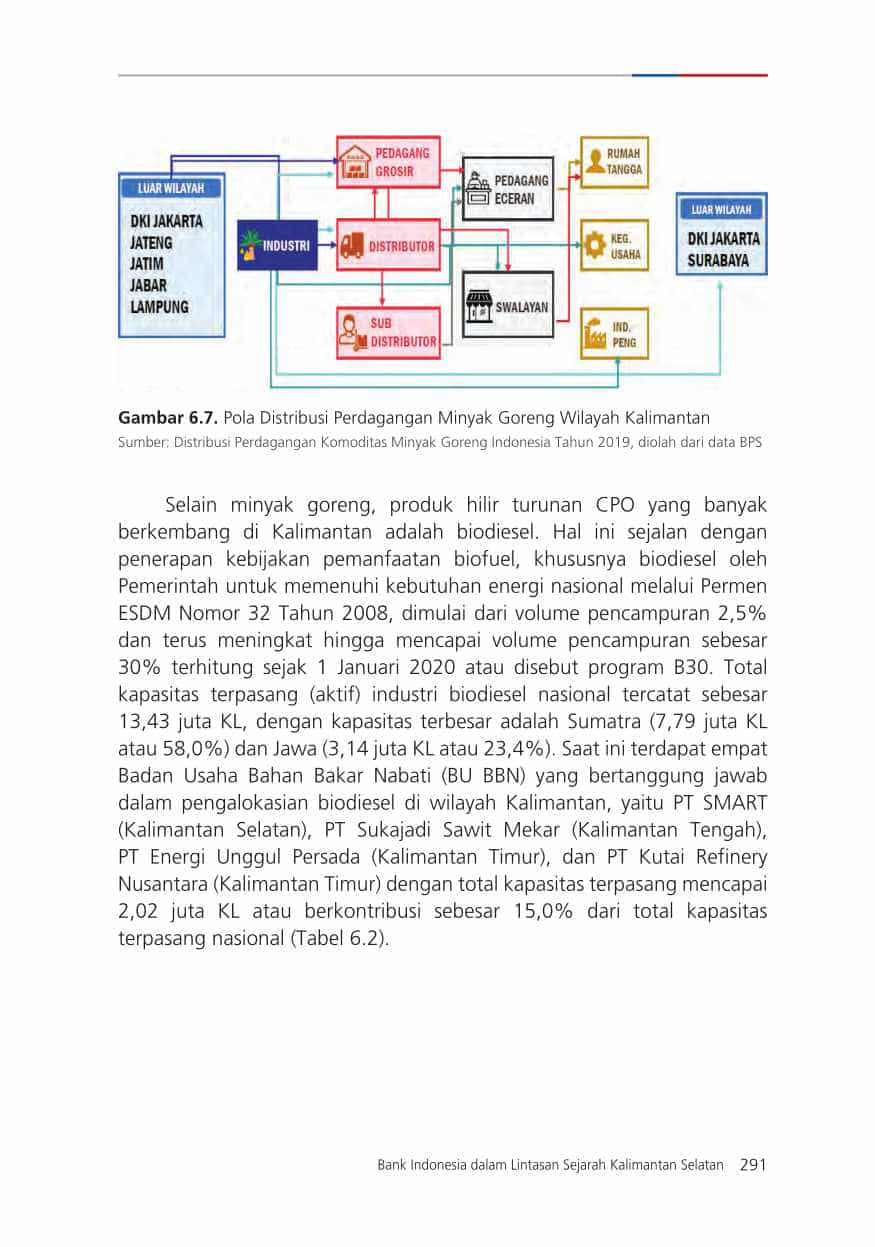 LUAR WILAYAH
DKI JAKARTA
JATENG
JATIM
JABAR
LAMPUNG
INDUSTRI
PEDAGANG
GROSIR
DISTRIBUTOR
SUB
DISTRIBUTOR
PEDAGANG
ECERAN
SWALAYAN
RUMAH
TANGGA
KEG.
USAHA
IND.
PENG
LUAR WILAYAH
DKI JAKARTA
SURABAYA
Gambar 6.7. Pola Distribusi Perdagangan Minyak Goreng Wilayah Kalimantan
Sumber: Distribusi Perdagangan Komoditas Minyak Goreng Indonesia Tahun 2019, diolah dari data BPS
Selain minyak goreng, produk hilir turunan CPO yang banyak
berkembang di Kalimantan adalah biodiesel. Hal ini sejalan dengan
penerapan kebijakan pemanfaatan biofuel, khususnya biodiesel oleh
Pemerintah untuk memenuhi kebutuhan energi nasional melalui Permen
ESDM Nomor 32 Tahun 2008, dimulai dari volume pencampuran 2,5%
dan terus meningkat hingga mencapai volume pencampuran sebesar
30% terhitung sejak 1 Januari 2020 atau disebut program B30. Total
kapasitas terpasang (aktif) industri biodiesel nasional tercatat sebesar
13,43 juta KL, dengan kapasitas terbesar adalah Sumatra (7,79 juta KL
atau 58,0%) dan Jawa (3,14 juta KL atau 23,4%). Saat ini terdapat empat
Badan Usaha Bahan Bakar Nabati (BU BBN) yang bertanggung jawab
dalam pengalokasian biodiesel di wilayah Kalimantan, yaitu PT SMART
(Kalimantan Selatan), PT Sukajadi Sawit Mekar (Kalimantan Tengah),
PT Energi Unggul Persada (Kalimantan Timur), dan PT Kutai Refinery
Nusantara (Kalimantan Timur) dengan total kapasitas terpasang mencapai
2,02 juta KL atau berkontribusi sebesar 15,0% dari total kapasitas
terpasang nasional (Tabel 6.2).
Bank Indonesia dalam Lintasan Sejarah Kalimantan Selatan 291